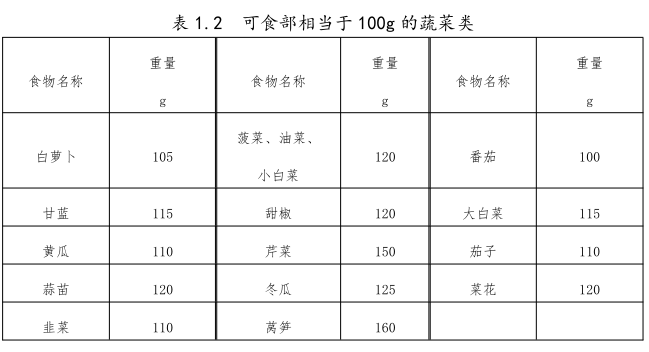 表 1.2 可食部相当于 100g 的蔬菜类
食物名称 重量 g 食物名称 重量 g 食物名称 重量 g
白萝卜 105 菠菜、油菜、小白菜 120 番茄 100
甘蓝 115 甜椒 120 大白菜 115
黄瓜 110 芹菜 150 茄子 110
蒜苗 120 冬瓜 125 菜花 120
韭菜 110 莴笋 160